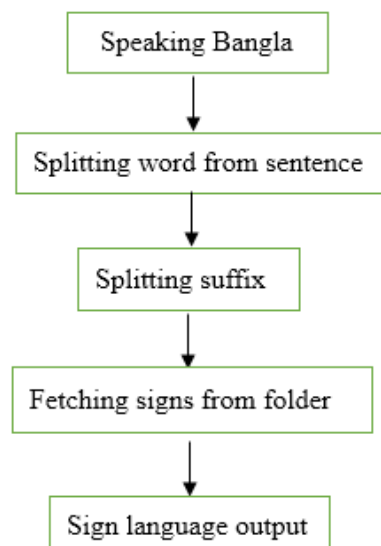 Speaking Bangla
Splitting word from sentence
Splitting suffix
Fetching signs from folder
Sign language output